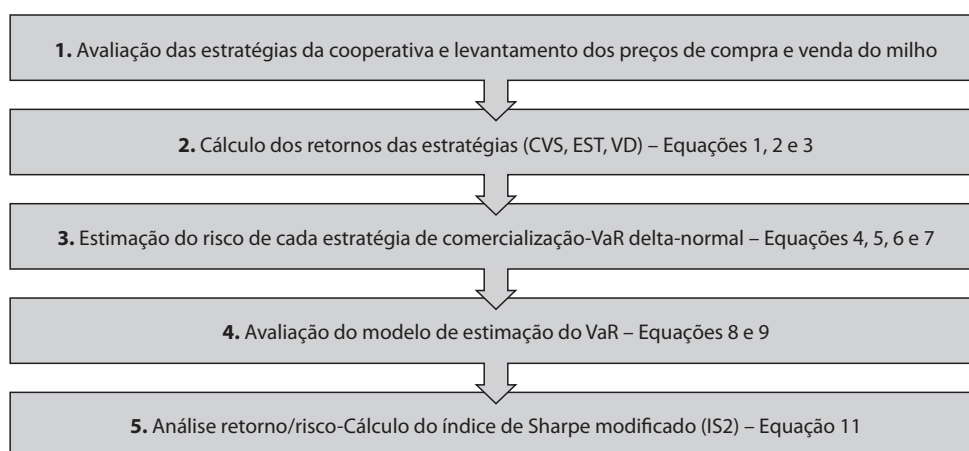 1. Avaliação das estratégias da cooperativa e levantamento dos preços de compra e venda do milho
2. Cálculo dos retornos das estratégias (CVS, EST, VD) – Equações 1, 2 e 3
3. Estimação do risco de cada estratégia de comercialização-VaR delta-normal – Equações 4, 5, 6 e 7
4. Avaliação do modelo de estimação do VaR – Equações 8 e 9
5. Análise retorno/risco-Cálculo do índice de Sharpe modificado (IS2) – Equação 11